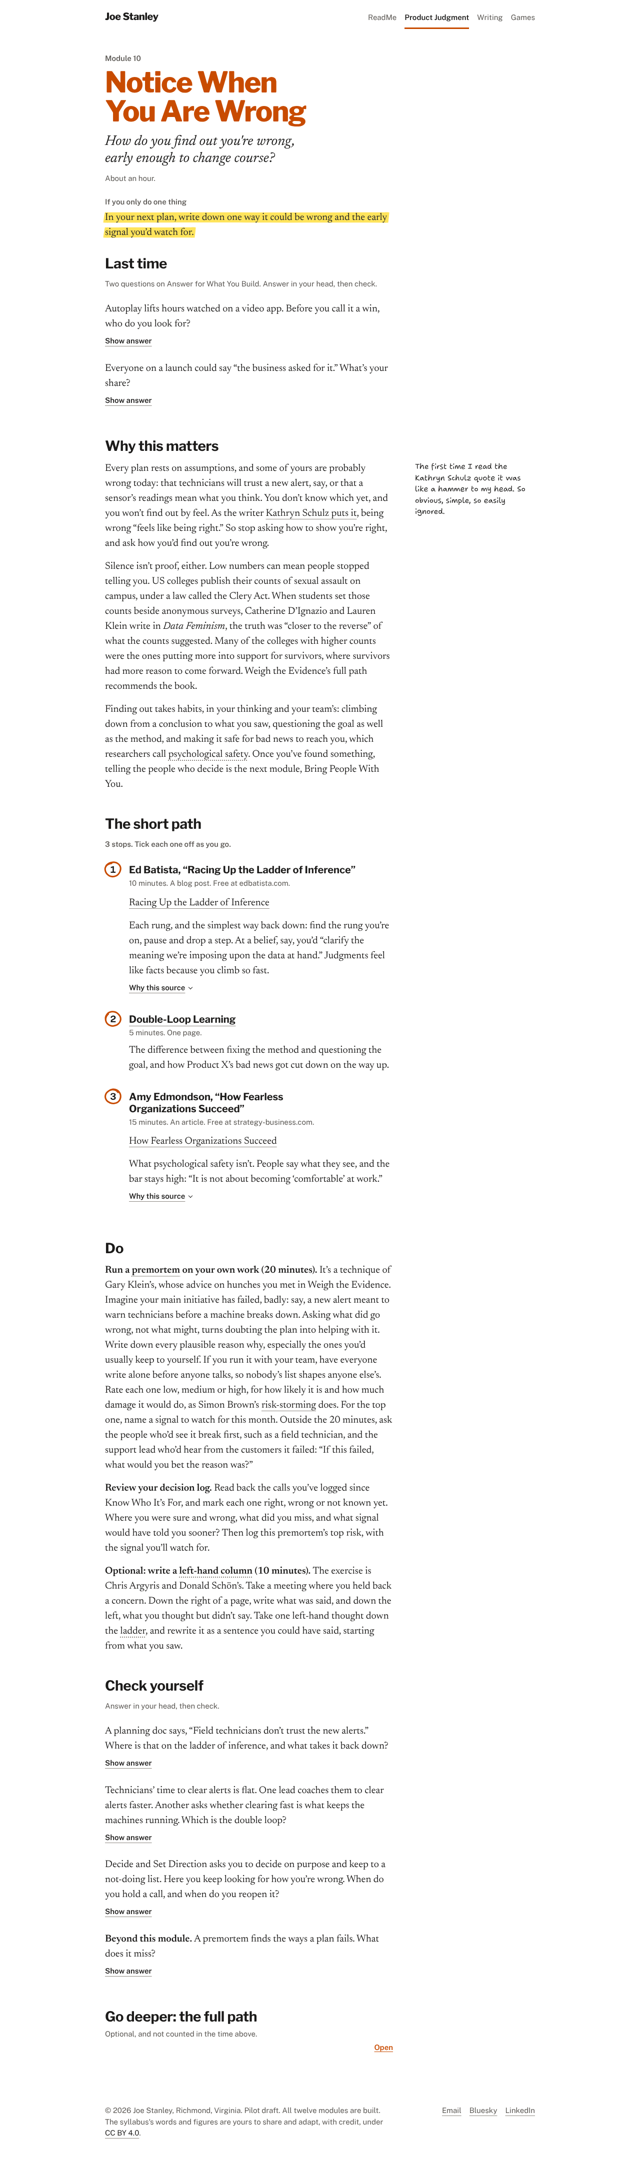 Joe Stanley
ReadMe Product Judgment Writing Games
Module 10
Notice When
You Are Wrong
How do you find out you're wrong,
early enough to change course?
About an hour.
If you only do one thing
In your next plan, write down one way it could be wrong and the early
signal you'd watch for.
Last time
Two questions on Answer for What You Build. Answer in your head, then check.
Autoplay lifts hours watched on a video app. Before you call it a win,
who do you look for?
Show answer
Everyone on a launch could say “the business asked for it.” What's your
share?
Show answer
Why this matters
Every plan rests on assumptions, and some of yours are probably
wrong today: that technicians will trust a new alert, say, or that a
sensor's readings mean what you think. You don't know which yet, and
you won't find out by feel. As the writer Kathryn Schulz puts it, being
wrong “feels like being right.” So stop asking how to show you're right,
and ask how you'd find out you're wrong.
The first time I read the
Kathryn Schulz quote it was
like a hammer to my head. So
obvious, simple, so easily
ignored.
Silence isn't proof, either. Low numbers can mean people stopped
telling you. US colleges publish their counts of sexual assault on
campus, under a law called the Clery Act. When students set those
counts beside anonymous surveys, Catherine D'Ignazio and Lauren
Klein write in Data Feminism, the truth was “closer to the reverse” of
what the counts suggested. Many of the colleges with higher counts
were the ones putting more into support for survivors, where survivors
had more reason to come forward. Weigh the Evidence's full path
recommends the book.
Finding out takes habits, in your thinking and your team's: climbing
down from a conclusion to what you saw, questioning the goal as well
as the method, and making it safe for bad news to reach you, which
researchers call psychological safety. Once you've found something,
telling the people who decide is the next module, Bring People With
You.
The short path
3 stops. Tick each one off as you go.
1 Ed Batista, “Racing Up the Ladder of Inference”
10 minutes. A blog post. Free at edbatista.com.
Racing Up the Ladder of Inference
Each rung, and the simplest way back down: find the rung you're
on, pause and drop a step. At a belief, say, you'd “clarify the
meaning we're imposing upon the data at hand.” Judgments feel
like facts because you climb so fast.
Why this source
2 Double-Loop Learning
5 minutes. One page.
The difference between fixing the method and questioning the
goal, and how Product X's bad news got cut down on the way up.
3 Amy Edmondson, “How Fearless
Organizations Succeed”
15 minutes. An article. Free at strategy-business.com.
How Fearless Organizations Succeed
What psychological safety isn't. People say what they see, and the
bar stays high: “It is not about becoming ‘comfortable’ at work.”
Why this source
Do
Run a premortem on your own work (20 minutes). It's a technique of
Gary Klein's, whose advice on hunches you met in Weigh the Evidence.
Imagine your main initiative has failed, badly: say, a new alert meant to
warn technicians before a machine breaks down. Asking what did go
wrong, not what might, turns doubting the plan into helping with it.
Write down every plausible reason why, especially the ones you'd
usually keep to yourself. If you run it with your team, have everyone
write alone before anyone talks, so nobody's list shapes anyone else's.
Rate each one low, medium or high, for how likely it is and how much
damage it would do, as Simon Brown's risk-storming does. For the top
one, name a signal to watch for this month. Outside the 20 minutes, ask
the people who'd see it break first, such as a field technician, and the
support lead who'd hear from the customers it failed: “If this failed,
what would you bet the reason was?”
Review your decision log. Read back the calls you've logged since
Know Who It's For, and mark each one right, wrong or not known yet.
Where you were sure and wrong, what did you miss, and what signal
would have told you sooner? Then log this premortem's top risk, with
the signal you'll watch for.
Optional: write a left-hand column (10 minutes). The exercise is
Chris Argyris and Donald Schön's. Take a meeting where you held back
a concern. Down the right of a page, write what was said, and down the
left, what you thought but didn't say. Take one left-hand thought down
the ladder, and rewrite it as a sentence you could have said, starting
from what you saw.
Check yourself
Answer in your head, then check.
A planning doc says, “Field technicians don't trust the new alerts.”
Where is that on the ladder of inference, and what takes it back down?
Show answer
Technicians' time to clear alerts is flat. One lead coaches them to clear
alerts faster. Another asks whether clearing fast is what keeps the
machines running. Which is the double loop?
Show answer
Decide and Set Direction asks you to decide on purpose and keep to a
not-doing list. Here you keep looking for how you're wrong. When do
you hold a call, and when do you reopen it?
Show answer
Beyond this module. A premortem finds the ways a plan fails. What
does it miss?
Show answer
Go deeper: the full path
Optional, and not counted in the time above.
Open
© 2026 Joe Stanley, Richmond, Virginia. Pilot draft. All twelve modules are built.
The syllabus's words and figures are yours to share and adapt, with credit, under
CC BY 4.0.
Email Bluesky LinkedIn